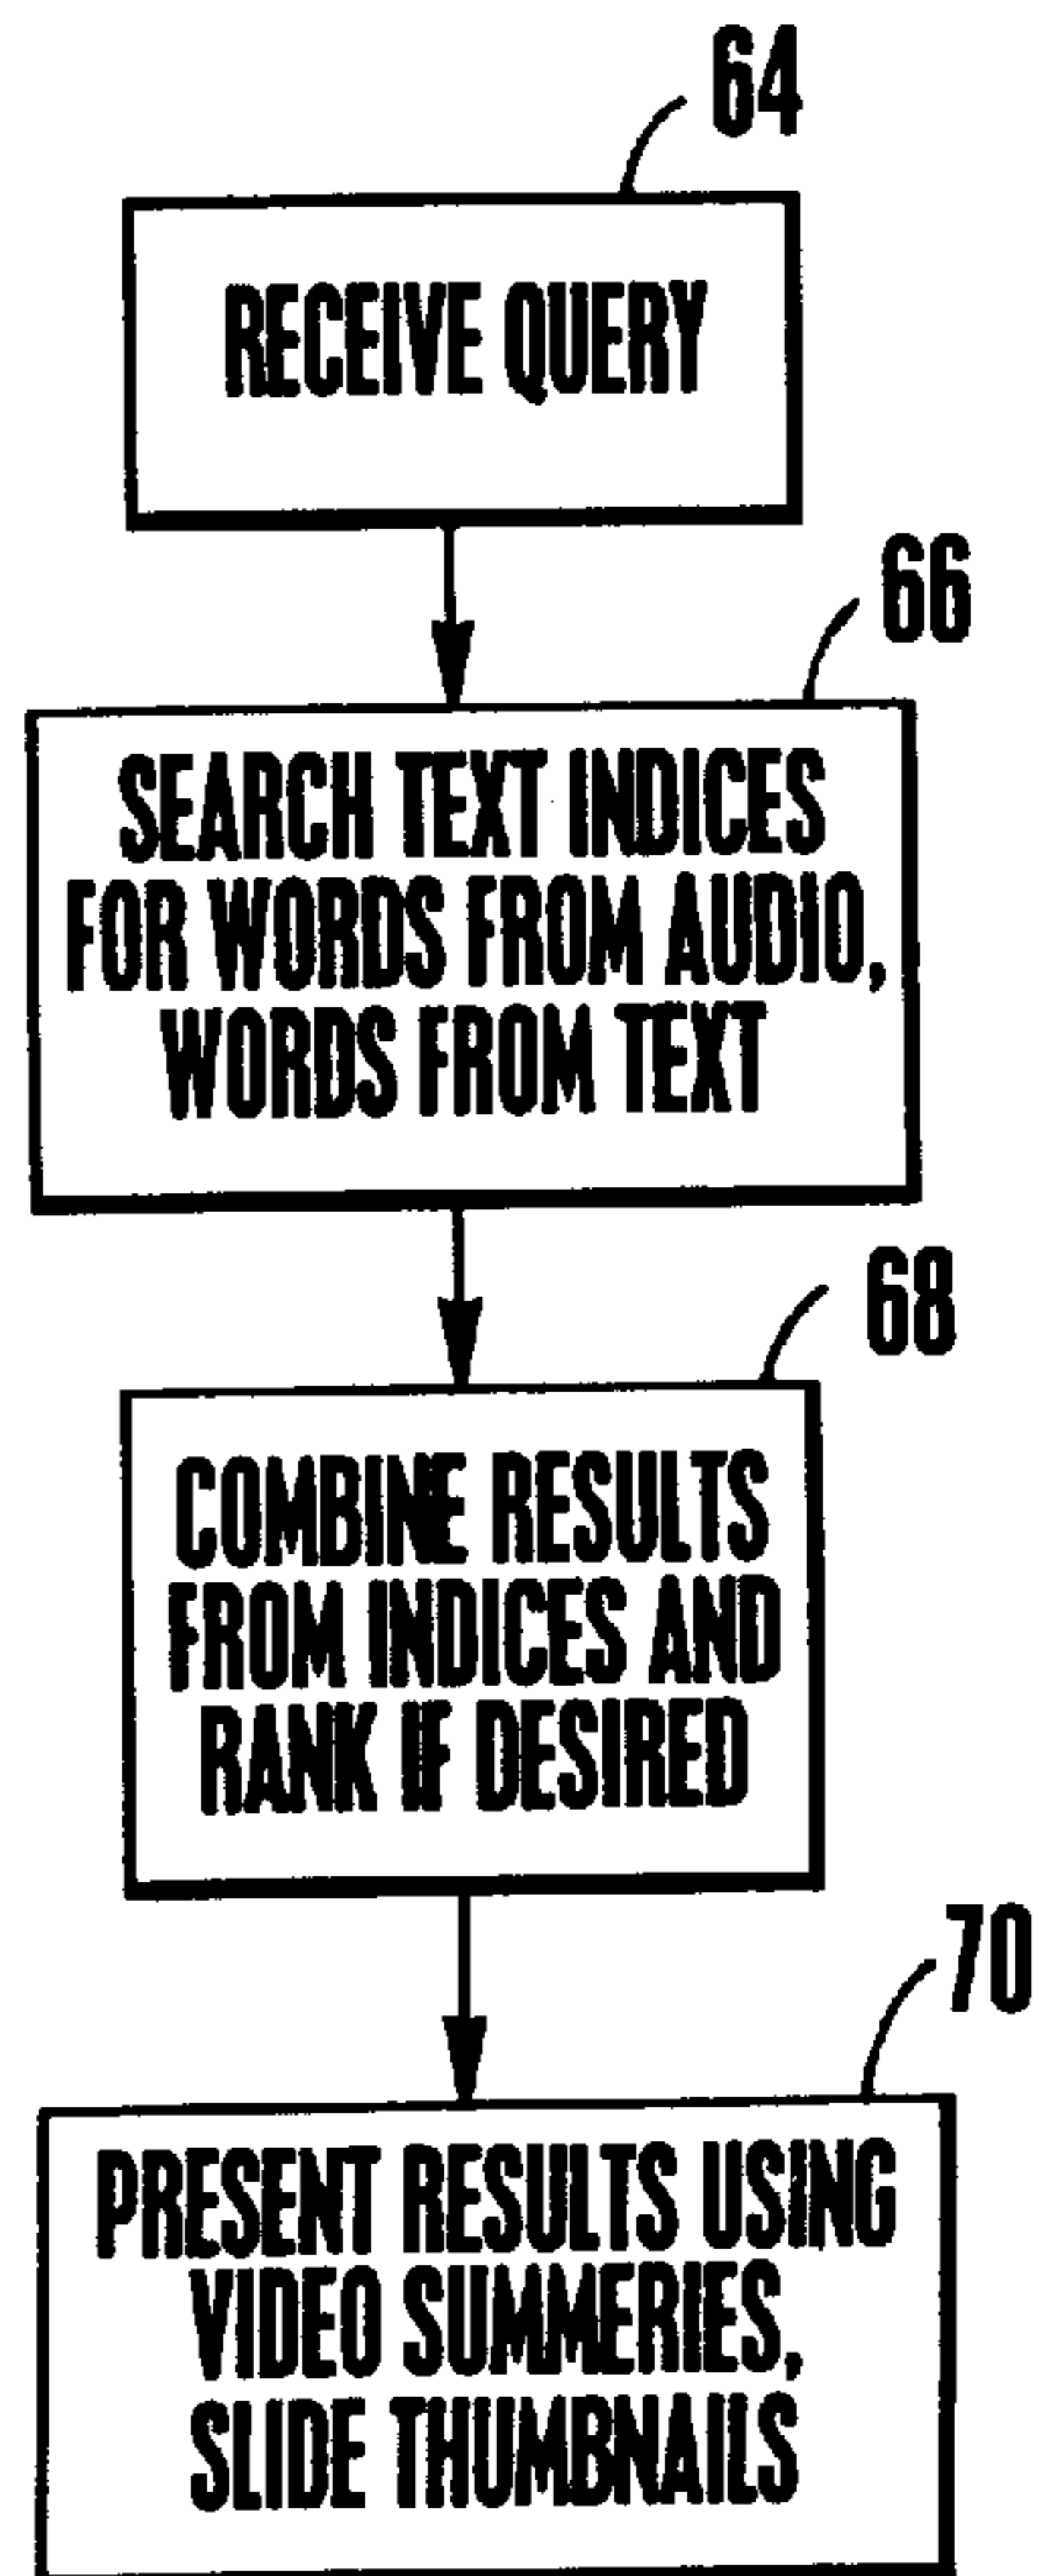 64
RECEIVE QUERY
66
SEARCH TEXT INDICES
FOR WORDS FROM AUDIO,
WORDS FROM TEXT
68
COMBINE RESULTS
FROM INDICES AND
RANK IF DESIRED
70
PRESENT RESULTS USING
VIDEO SUMMERIES,
SLIDE THUMBNAILS